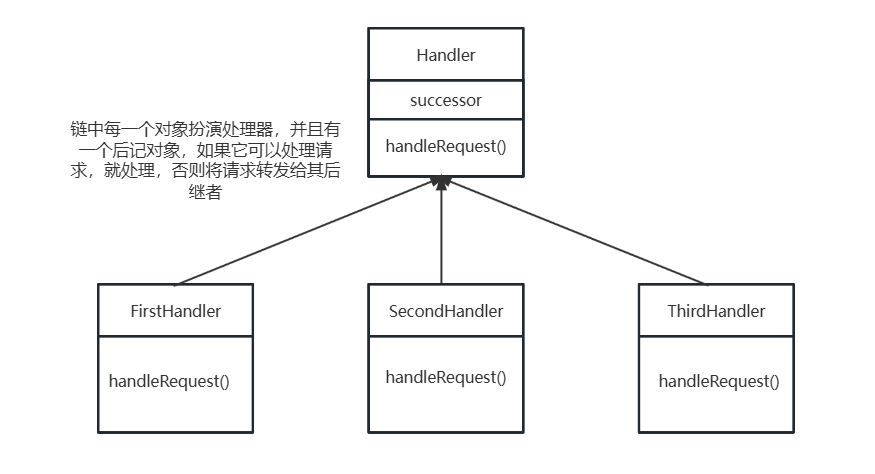 Handler
successor
handleRequest()
链中每一个对象扮演处理器，并且有
一个后记对象，如果它可以处理请
求，就处理，否则将请求转发给其后
继者
FirstHandler
handleRequest()
SecondHandler
handleRequest()
ThirdHandler
handleRequest()